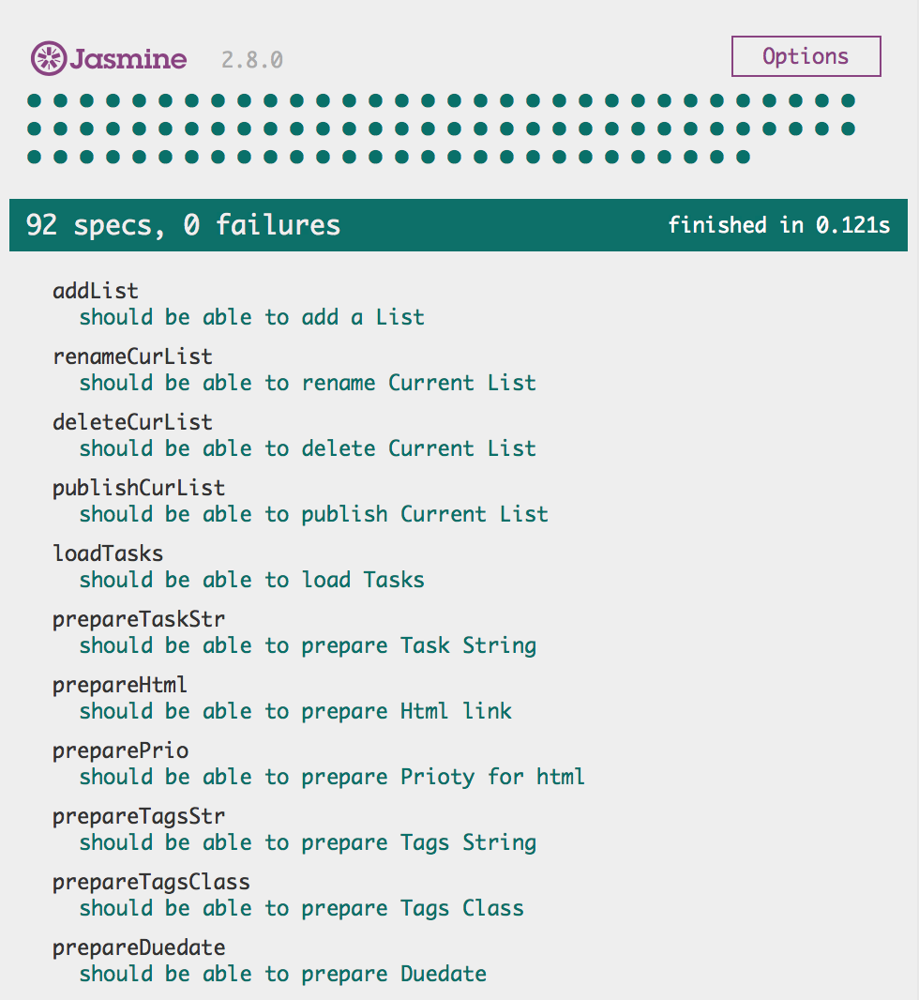 Jasmine 2.8.0 Options
92 specs, 0 failures finished in 0.121s
addList
should be able to add a List
renameCurList
should be able to rename Current List
deleteCurList
should be able to delete Current List
publishCurList
should be able to publish Current List
loadTasks
should be able to load Tasks
prepareTaskStr
should be able to prepare Task String
prepareHtml
should be able to prepare Html link
preparePrio
should be able to prepare Prioty for html
prepareTagsStr
should be able to prepare Tags String
prepareTagsClass
should be able to prepare Tags Class
prepareDuedate
should be able to prepare Duedate